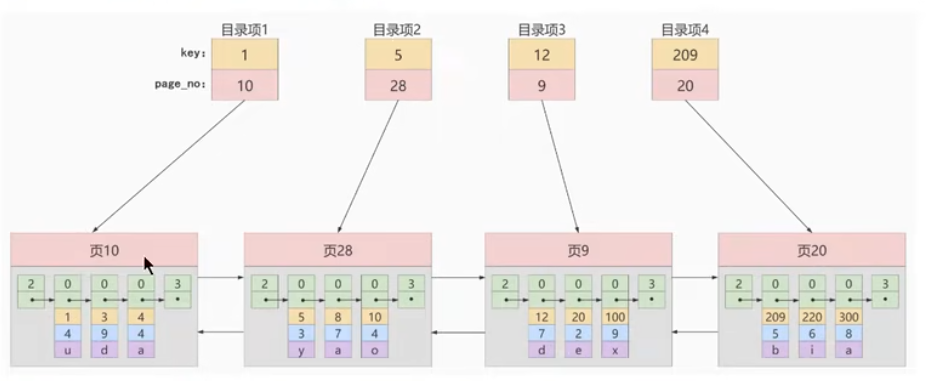 目录项1 目录项2 目录项3 目录项4
key: 1 5 12 209
page_no: 10 28 9 20
页10 页28 页9 页20
2 0 0 0 3 2 0 0 0 3 2 0 0 0 3 2 0 0 0 3
1 3 4 5 8 10 12 20 100 209 220 300
4 9 4 3 7 4 7 2 9 5 6 8
u d a y a o d e x b i a